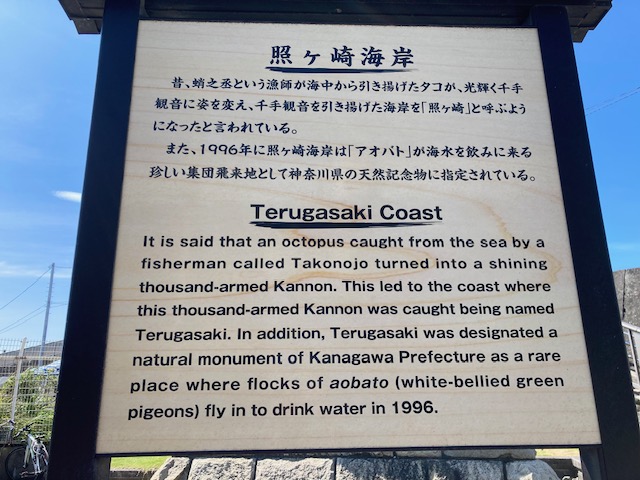 照ヶ崎海岸
昔、蛸之丞という漁師が海中から引き揚げたタコが、光輝く千手
観音に姿を変え、千手観音を引き揚げた海岸を「照ヶ崎」と呼ぶよう
になったと言われている。
また、1996年に照ヶ崎海岸は「アオバト」が海水を飲みに来る
珍しい集団飛来地として神奈川県の天然記念物に指定されている。
Terugasaki Coast
It is said that an octopus caught from the sea by a
fisherman called Takonojo turned into a shining
thousand-armed Kannon. This led to the coast where
this thousand-armed Kannon was caught being named
Terugasaki. In addition, Terugasaki was designated a
natural monument of Kanagawa Prefecture as a rare
place where flocks of aobato (white-bellied green
pigeons) fly in to drink water in 1996.